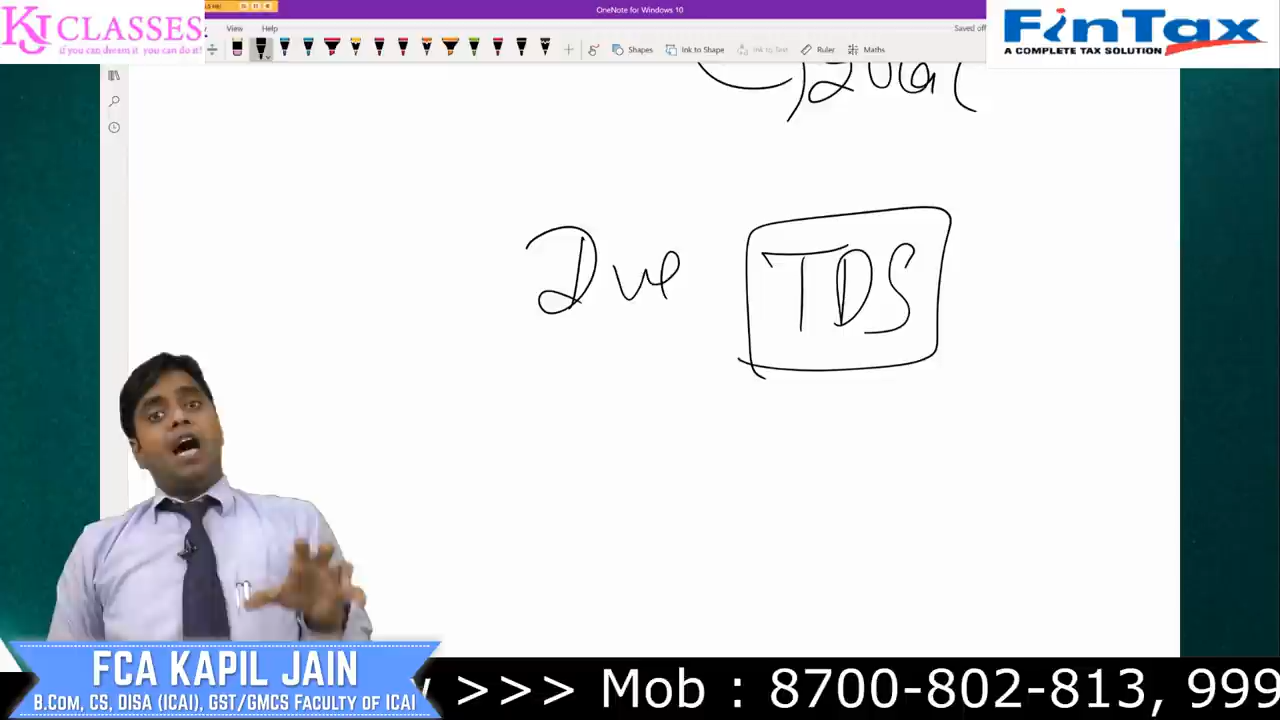 KJ CLASSES
if you can dream it you can do it!
OneNote for Windows 10
View Help
Saved off
Shapes Ink to Shape Ink to Text Ruler Maths
FinTax
A COMPLETE TAX SOLUTION
Due TDS
FCA KAPIL JAIN
B.COM, CS, DISA (ICAI), GST/GMCS FACULTY OF ICAI
>>> Mob : 8700-802-813, 999